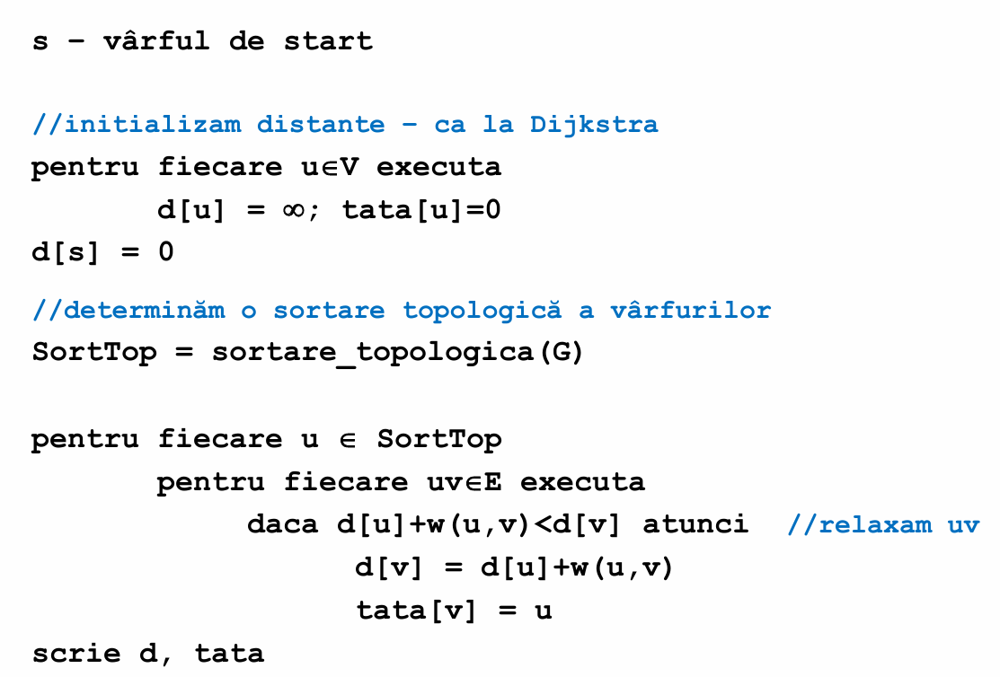 s – vârful de start
//initializam distante – ca la Dijkstra
pentru fiecare u∈V executa
d[u] = ∞; tata[u]=0
d[s] = 0
//determinăm o sortare topologică a vârfurilor
SortTop = sortare_topologica(G)
pentru fiecare u ∈ SortTop
pentru fiecare uv∈E executa
daca d[u]+w(u,v)<d[v] atunci //relaxam uv
d[v] = d[u]+w(u,v)
tata[v] = u
scrie d, tata